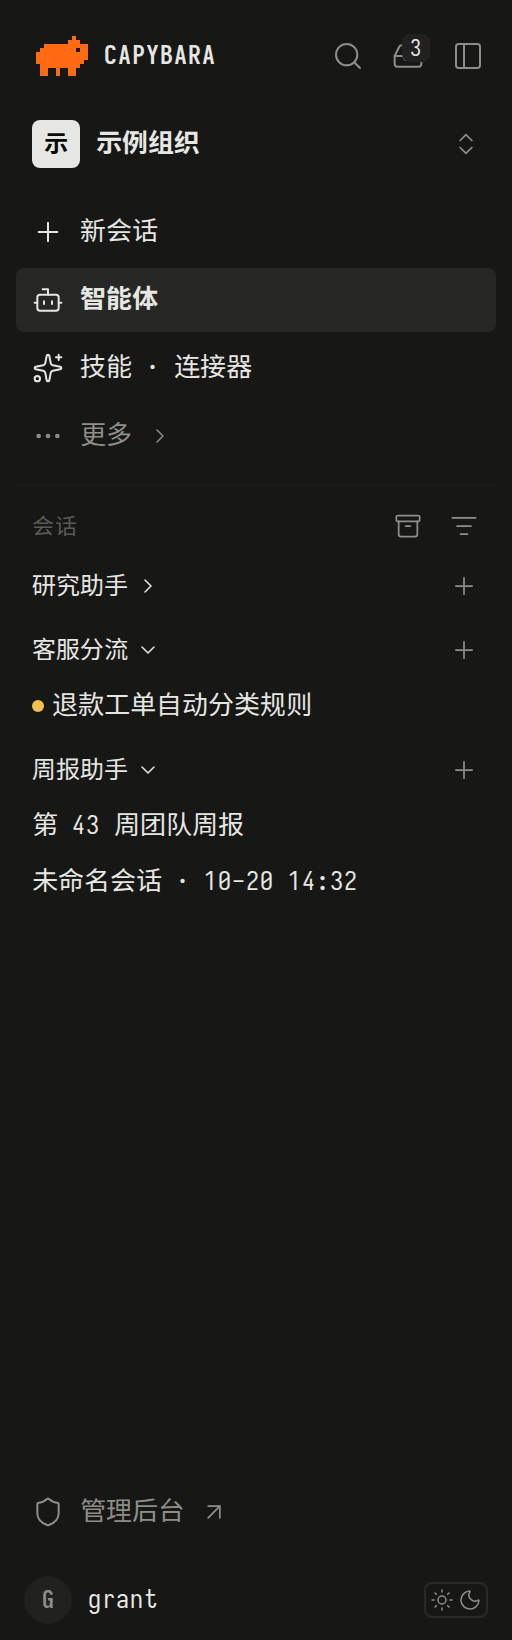 CAPYBARA
3
示 示例组织
新会话
智能体
技能 · 连接器
更多
会话
研究助手
客服分流
退款工单自动分类规则
周报助手
第 43 周团队周报
未命名会话 · 10-20 14:32
管理后台
G grant